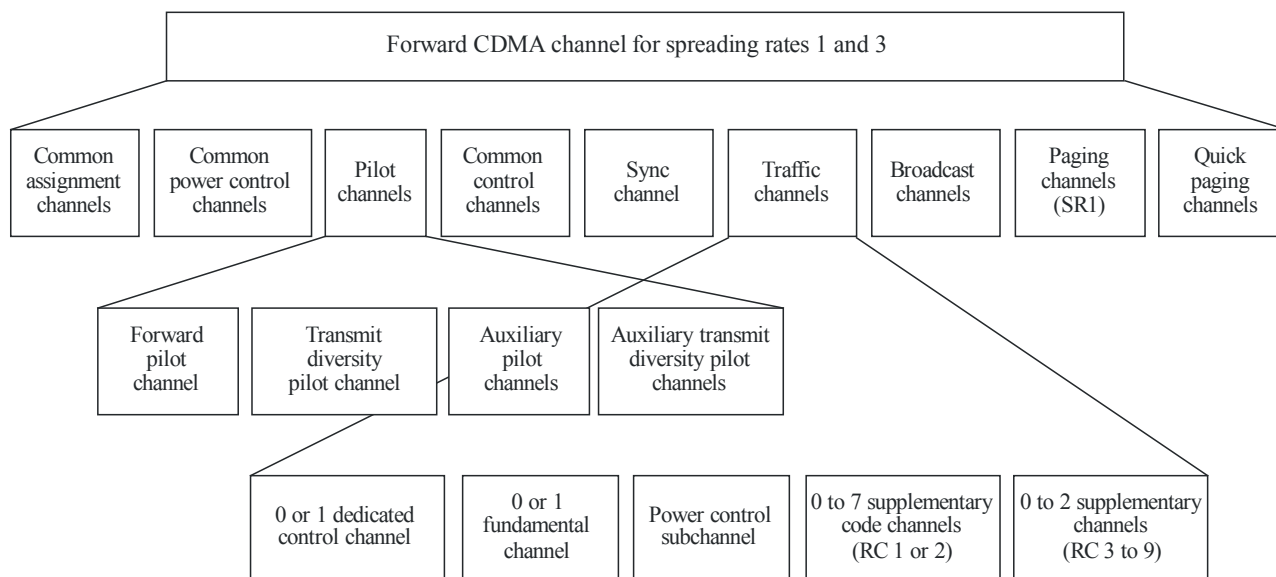 Forward CDMA channel for spreading rates 1 and 3
Common
assignment
channels
Common
power control
channels
Pilot
channels
Common
control
channels
Sync
channel
Traffic
channels
Broadcast
channels
Paging
channels
(SR1)
Quick
paging
channels
Forward
pilot
channel
Transmit
diversity
pilot channel
Auxiliary
pilot
channels
Auxiliary transmit
diversity pilot
channels
0 or 1 dedicated
control channel
0 or 1
fundamental
channel
Power control
subchannel
0 to 7 supplementary
code channels
(RC 1 or 2)
0 to 2 supplementary
channels
(RC 3 to 9)